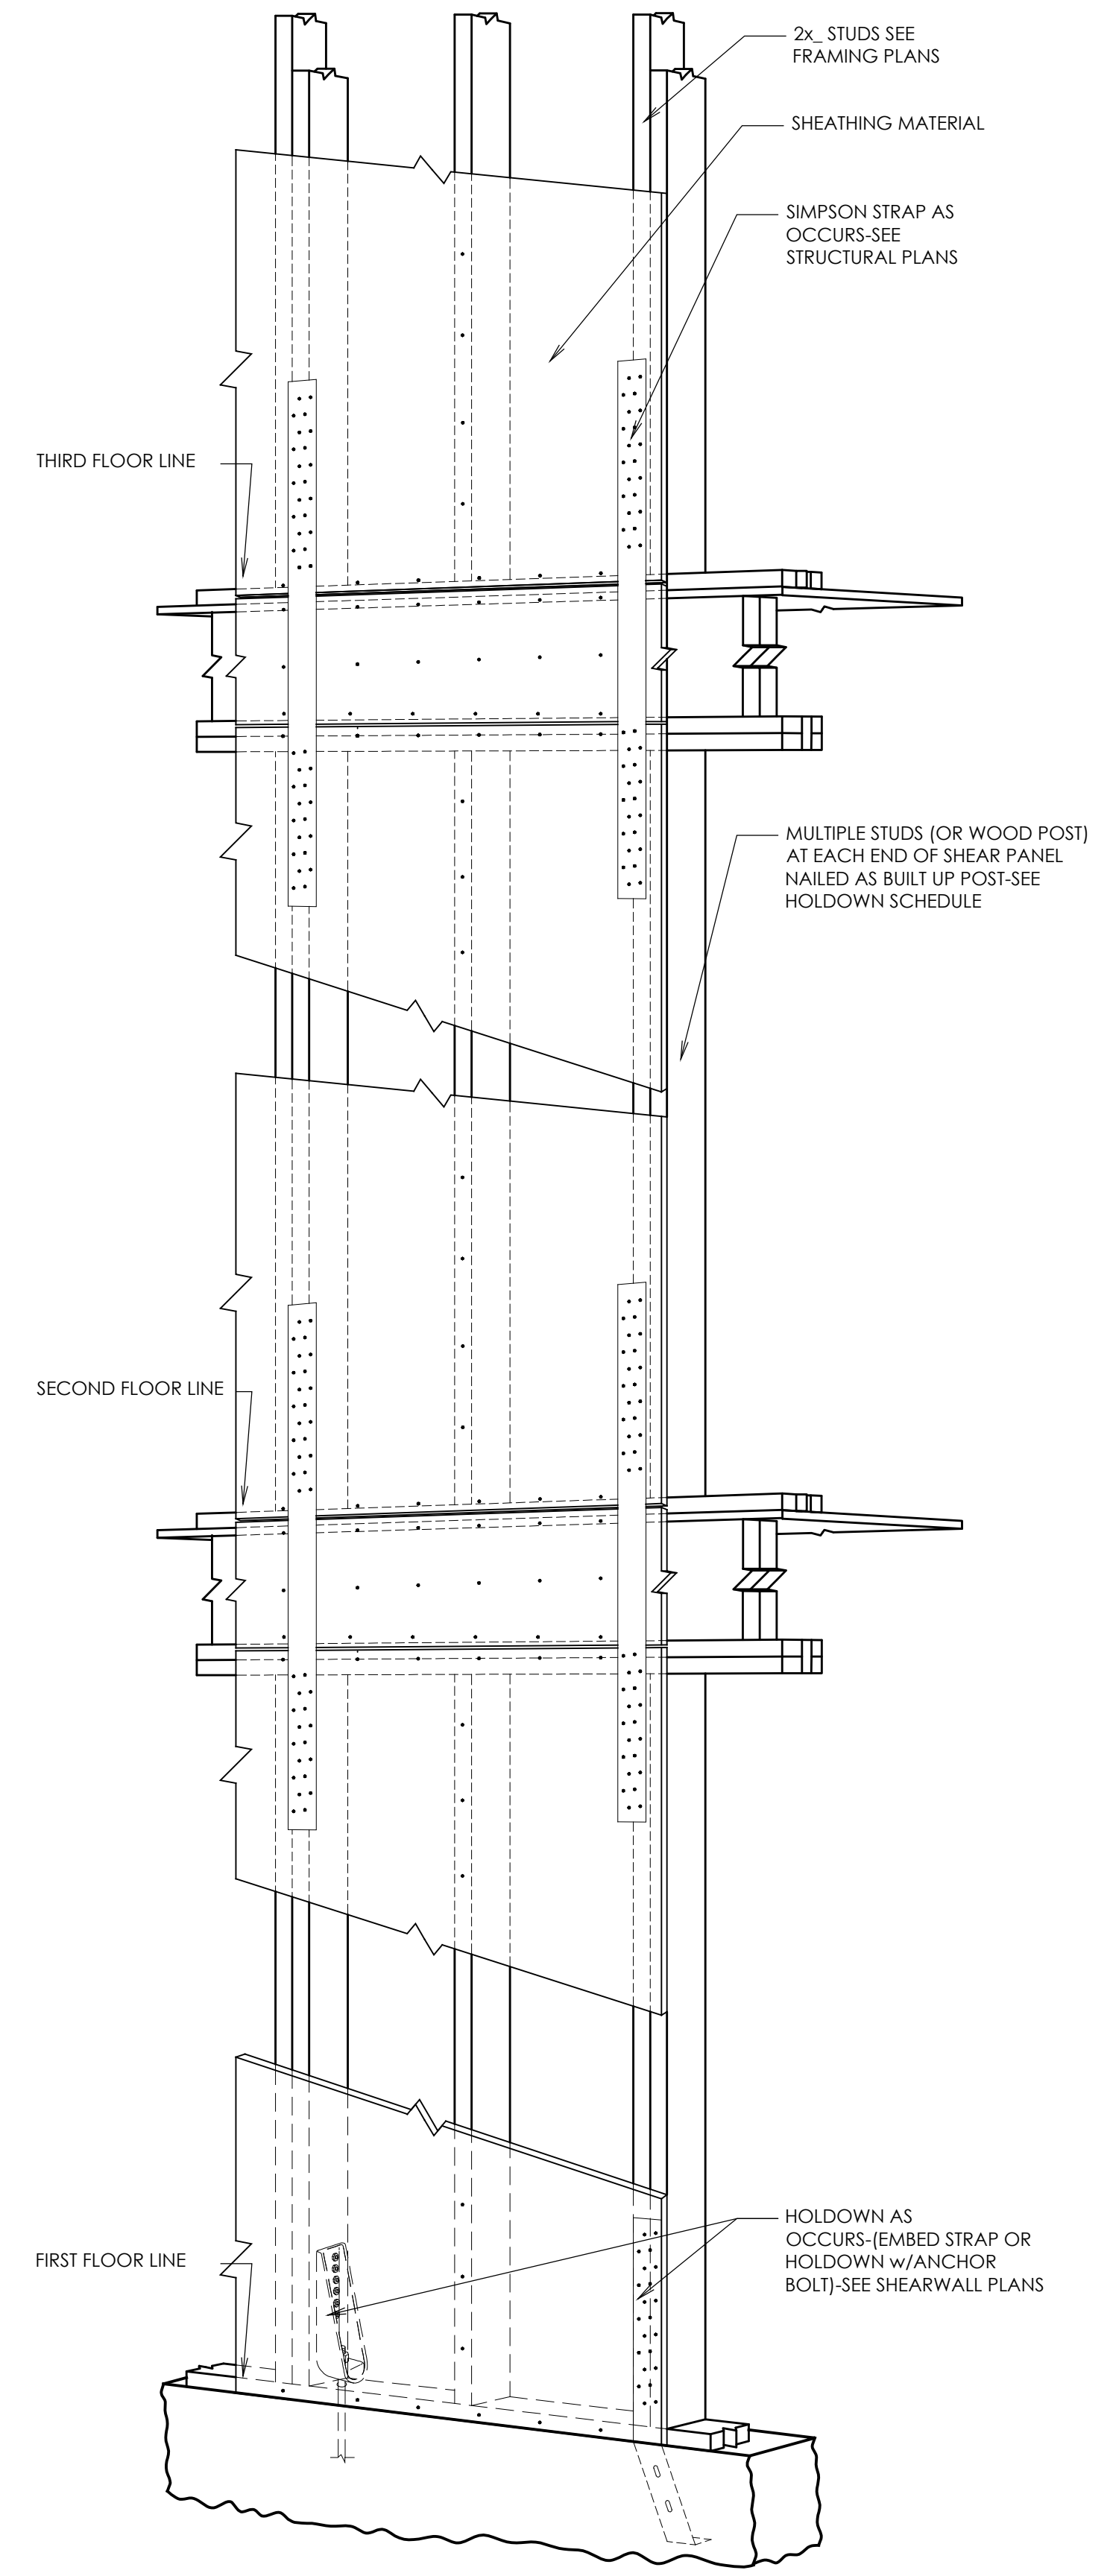 2x_ STUDS SEE
FRAMING PLANS
SHEATHING MATERIAL
SIMPSON STRAP AS
OCCURS-SEE
STRUCTURAL PLANS
THIRD FLOOR LINE
MULTIPLE STUDS (OR WOOD POST)
AT EACH END OF SHEAR PANEL
NAILED AS BUILT UP POST-SEE
HOLDOWN SCHEDULE
SECOND FLOOR LINE
HOLDOWN AS
OCCURS-(EMBED STRAP OR
HOLDOWN w/ANCHOR
BOLT)-SEE SHEARWALL PLANS
FIRST FLOOR LINE